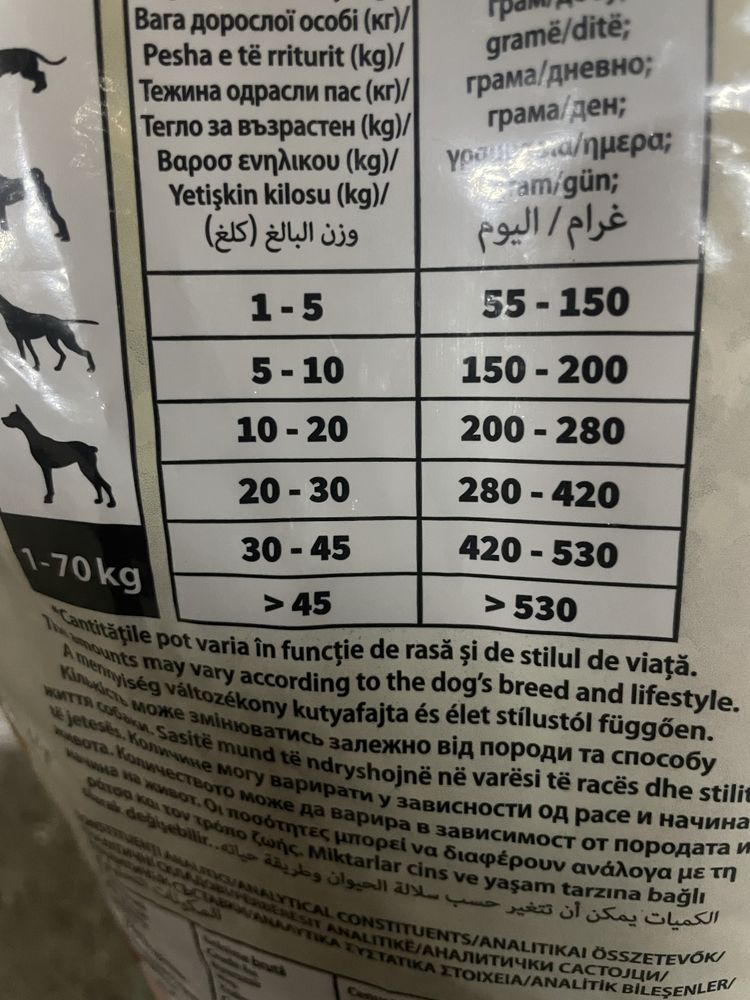 Вага дорослої особі (кг)/
Pesha e të rriturit (kg)/
Тежина одрасли пас (кг)/
Тегло за възрастен (kg)/
Βαροσ ενηλικου (kg)/
Yetişkin kilosu (kg)/
وزن البالغ (كلغ)
gramë/ditë;
грама/дневно;
грама/ден;
/ημερα;
/gün;
غرام / اليوم
1 - 5 55 - 150
5 - 10 150 - 200
10 - 20 200 - 280
20 - 30 280 - 420
30 - 45 420 - 530
> 45 > 530
1-70 kg
*Cantitățile pot varia în funcție de rasă și de stilul de viață.
The amounts may vary according to the dog's breed and lifestyle.
A mennyiség változékony kutyafajta és élet stílustól függően.
Кількість може змінюватись залежно від породи та способу
життя собаки. Sasitë mund të ndryshojnë në varësi të racës dhe stilit
të jetesës. Количине могу варирати у зависности од расе и начина
живота. Количеството може да варира в зависимост от породата и
начина на живот. Οι ποσότητες μπορεί να διαφέρουν ανάλογα με τη
ράτσα και τον τρόπο ζωής. Miktarlar cins ve yaşam tarzına bağlı
olarak değişebilir. الكميات يمكن أن تتغير حسب سلالة الحيوان وطريقة حياته..
ANALITICI/ANALYTICAL CONSTITUENTS/ANALITIKAI ÖSSZETEVŐK/
ANALITIKË/АНАЛИТИЧКИ САСТОЈЦИ/
ΑΝΑΛΥΤΙΚΑ ΣΥΣΤΑΤΙΚΑ ΣΤΟΙΧΕΙΑ/ANALİTİK BİLEŞENLER/